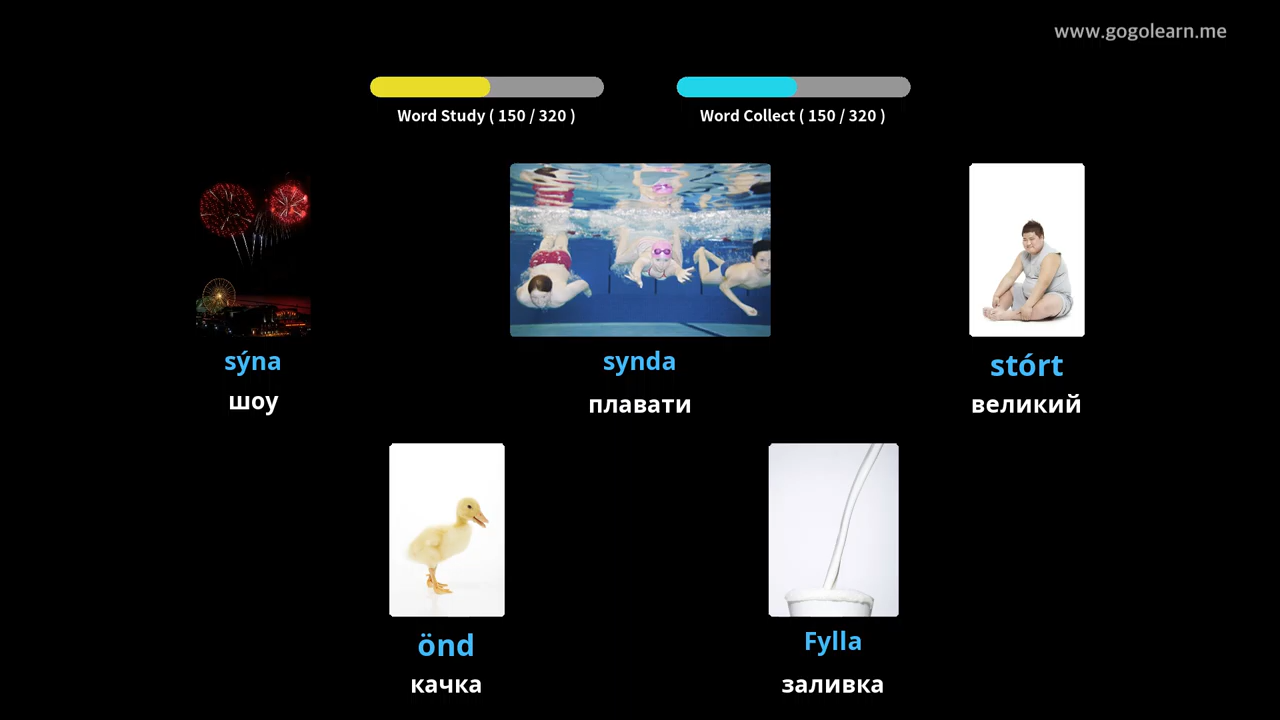 www.gogolearn.me
Word Study ( 150 / 320 )
Word Collect ( 150 / 320 )
sýna
synda
stórt
шоу
плавати
великий
önd
Fylla
качка
заливка